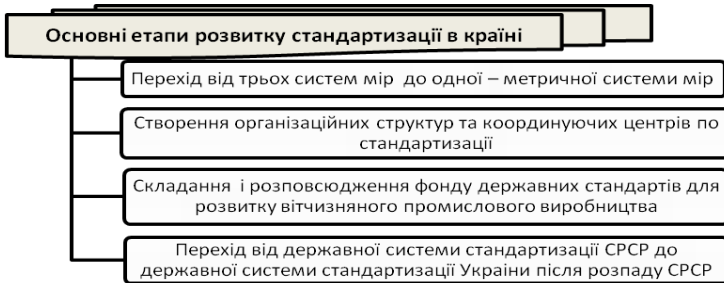 Основні етапи розвитку стандартизації в країні
Перехід від трьох систем мір до одної – метричної системи мір
Створення організаційних структур та координуючих центрів по
стандартизації
Складання і розповсюдження фонду державних стандартів для
розвитку вітчизняного промислового виробництва
Перехід від державної системи стандартизації СРСР до
державної системи стандартизації України після розпаду СРСР